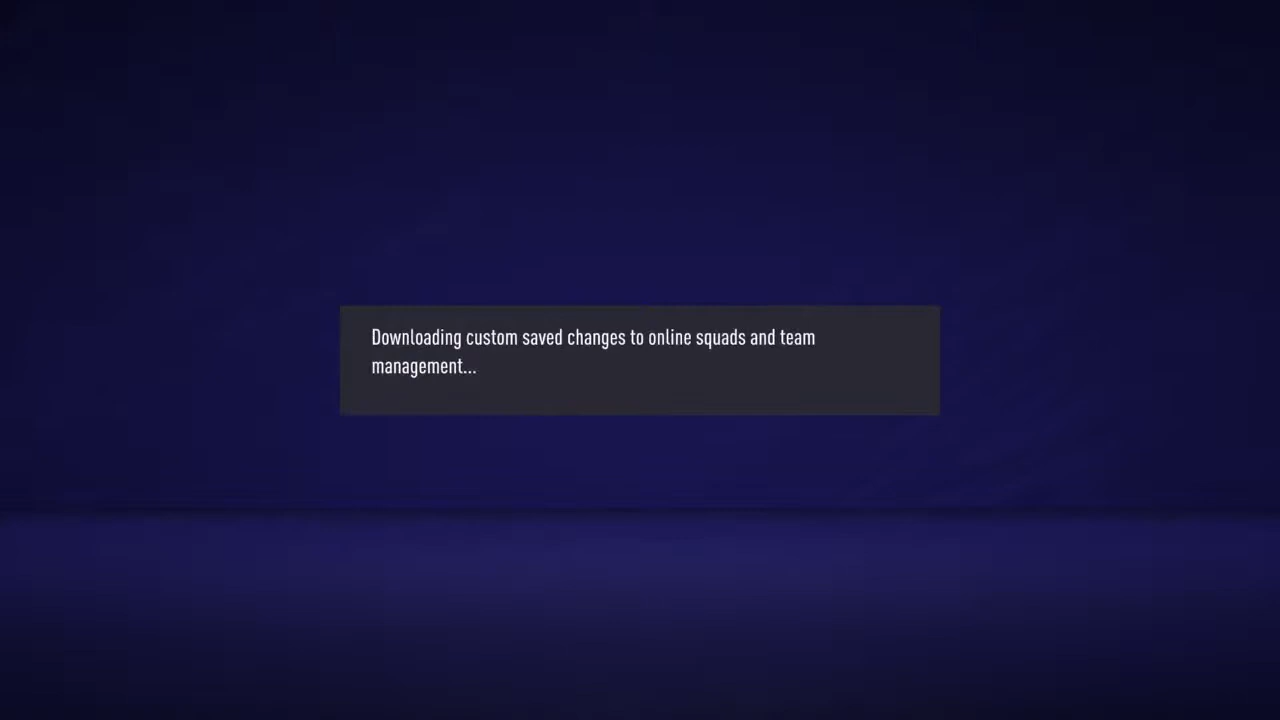 Downloading custom saved changes to online squads and team
management...